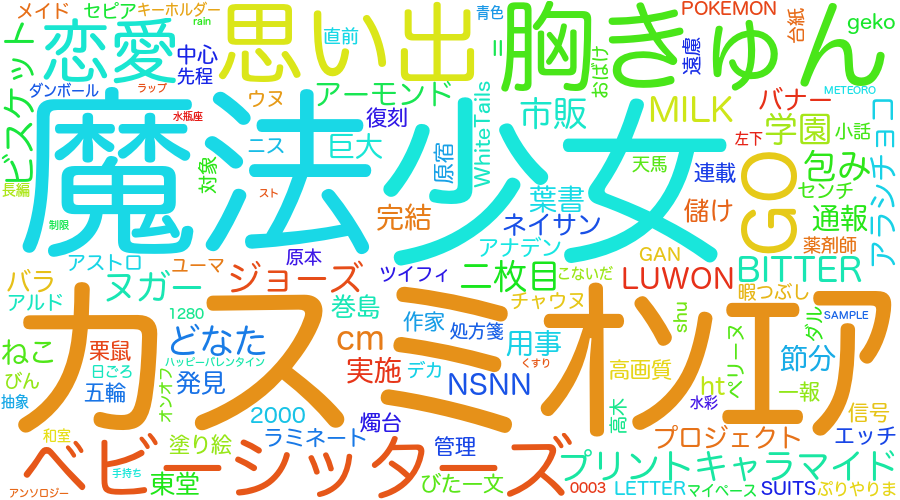 メイド セピア キーホルダー rain 恋愛 思い出 直前 青色 = 胸きゅん POKEMON 台紙 遠慮 geko
ビスケット 中心 先程 ダンボール ラップ 水瓶座 ウヌ アーモンド 復刻 おばけ MILK バナー METEORO
魔法少女 ニス 巨大 原宿 WhiteTails 市販 学園 小話 左下 アランチョコ
長編 対象 スト 天馬 連載 包み センチ GO
制限 完結 葉書 ネイサン 儲け 通報 薬剤師
アストロ ユーマ 原本 アナデン GAN
バラ アルド ヌガー ジョーズ ツイフィ 二枚目 こないだ LUWON BITTER
カスミオンエア 1280 巻島 チャウヌ 暇つぶし SAMPLE
ねこ 栗鼠 どなた cm 作家 処方箋 用事 shu ペリーヌ ダル
びん 日ごろ ハッピーバレンタイン 実施 デカ くすり 高画質 節分
抽象 五輪 オンオフ 発見 NSNN ht 水彩 一報
2000 燭台 高木 信号
和室 塗り絵 ラミネート 管理 プロジェクト エッチ
ベビーシッターズ プリントキャラマイド
アンソロジー 手持ち 東堂 びた一文 0003 LETTER マイペース SUITS ぷりやりま